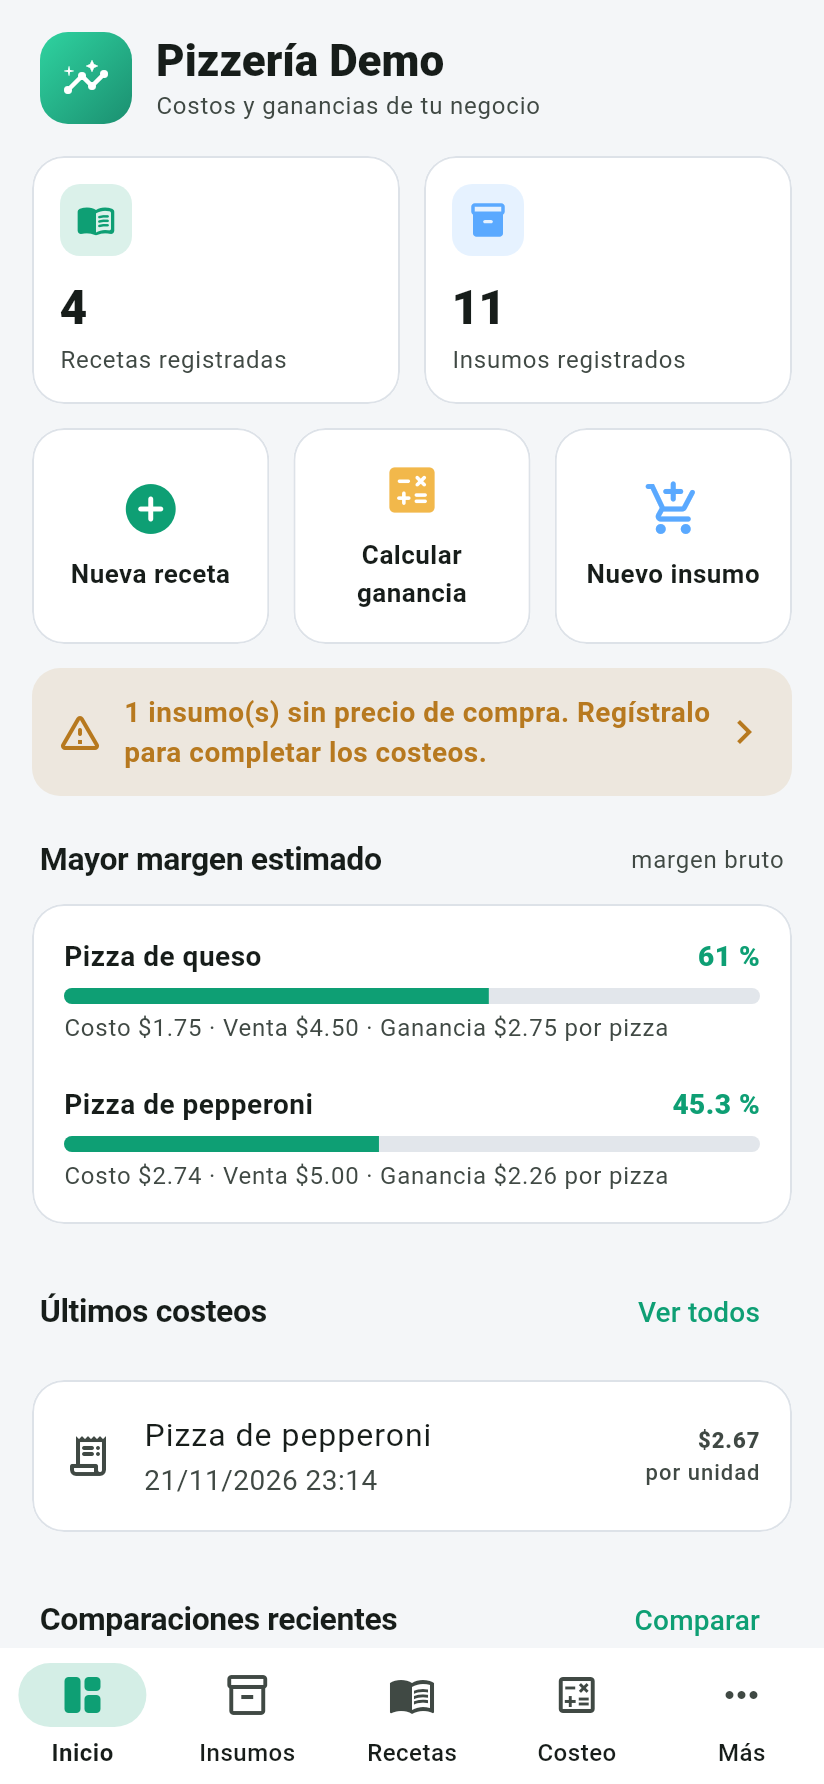 Pizzería Demo
Costos y ganancias de tu negocio
4
Recetas registradas
11
Insumos registrados
Nueva receta
Calcular
ganancia
Nuevo insumo
1 insumo(s) sin precio de compra. Regístralo
para completar los costeos.
Mayor margen estimado
margen bruto
Pizza de queso
61 %
Costo $1.75 · Venta $4.50 · Ganancia $2.75 por pizza
Pizza de pepperoni
45.3 %
Costo $2.74 · Venta $5.00 · Ganancia $2.26 por pizza
Últimos costeos
Ver todos
Pizza de pepperoni
21/11/2026 23:14
$2.67
por unidad
Comparaciones recientes
Comparar
Inicio
Insumos
Recetas
Costeo
Más